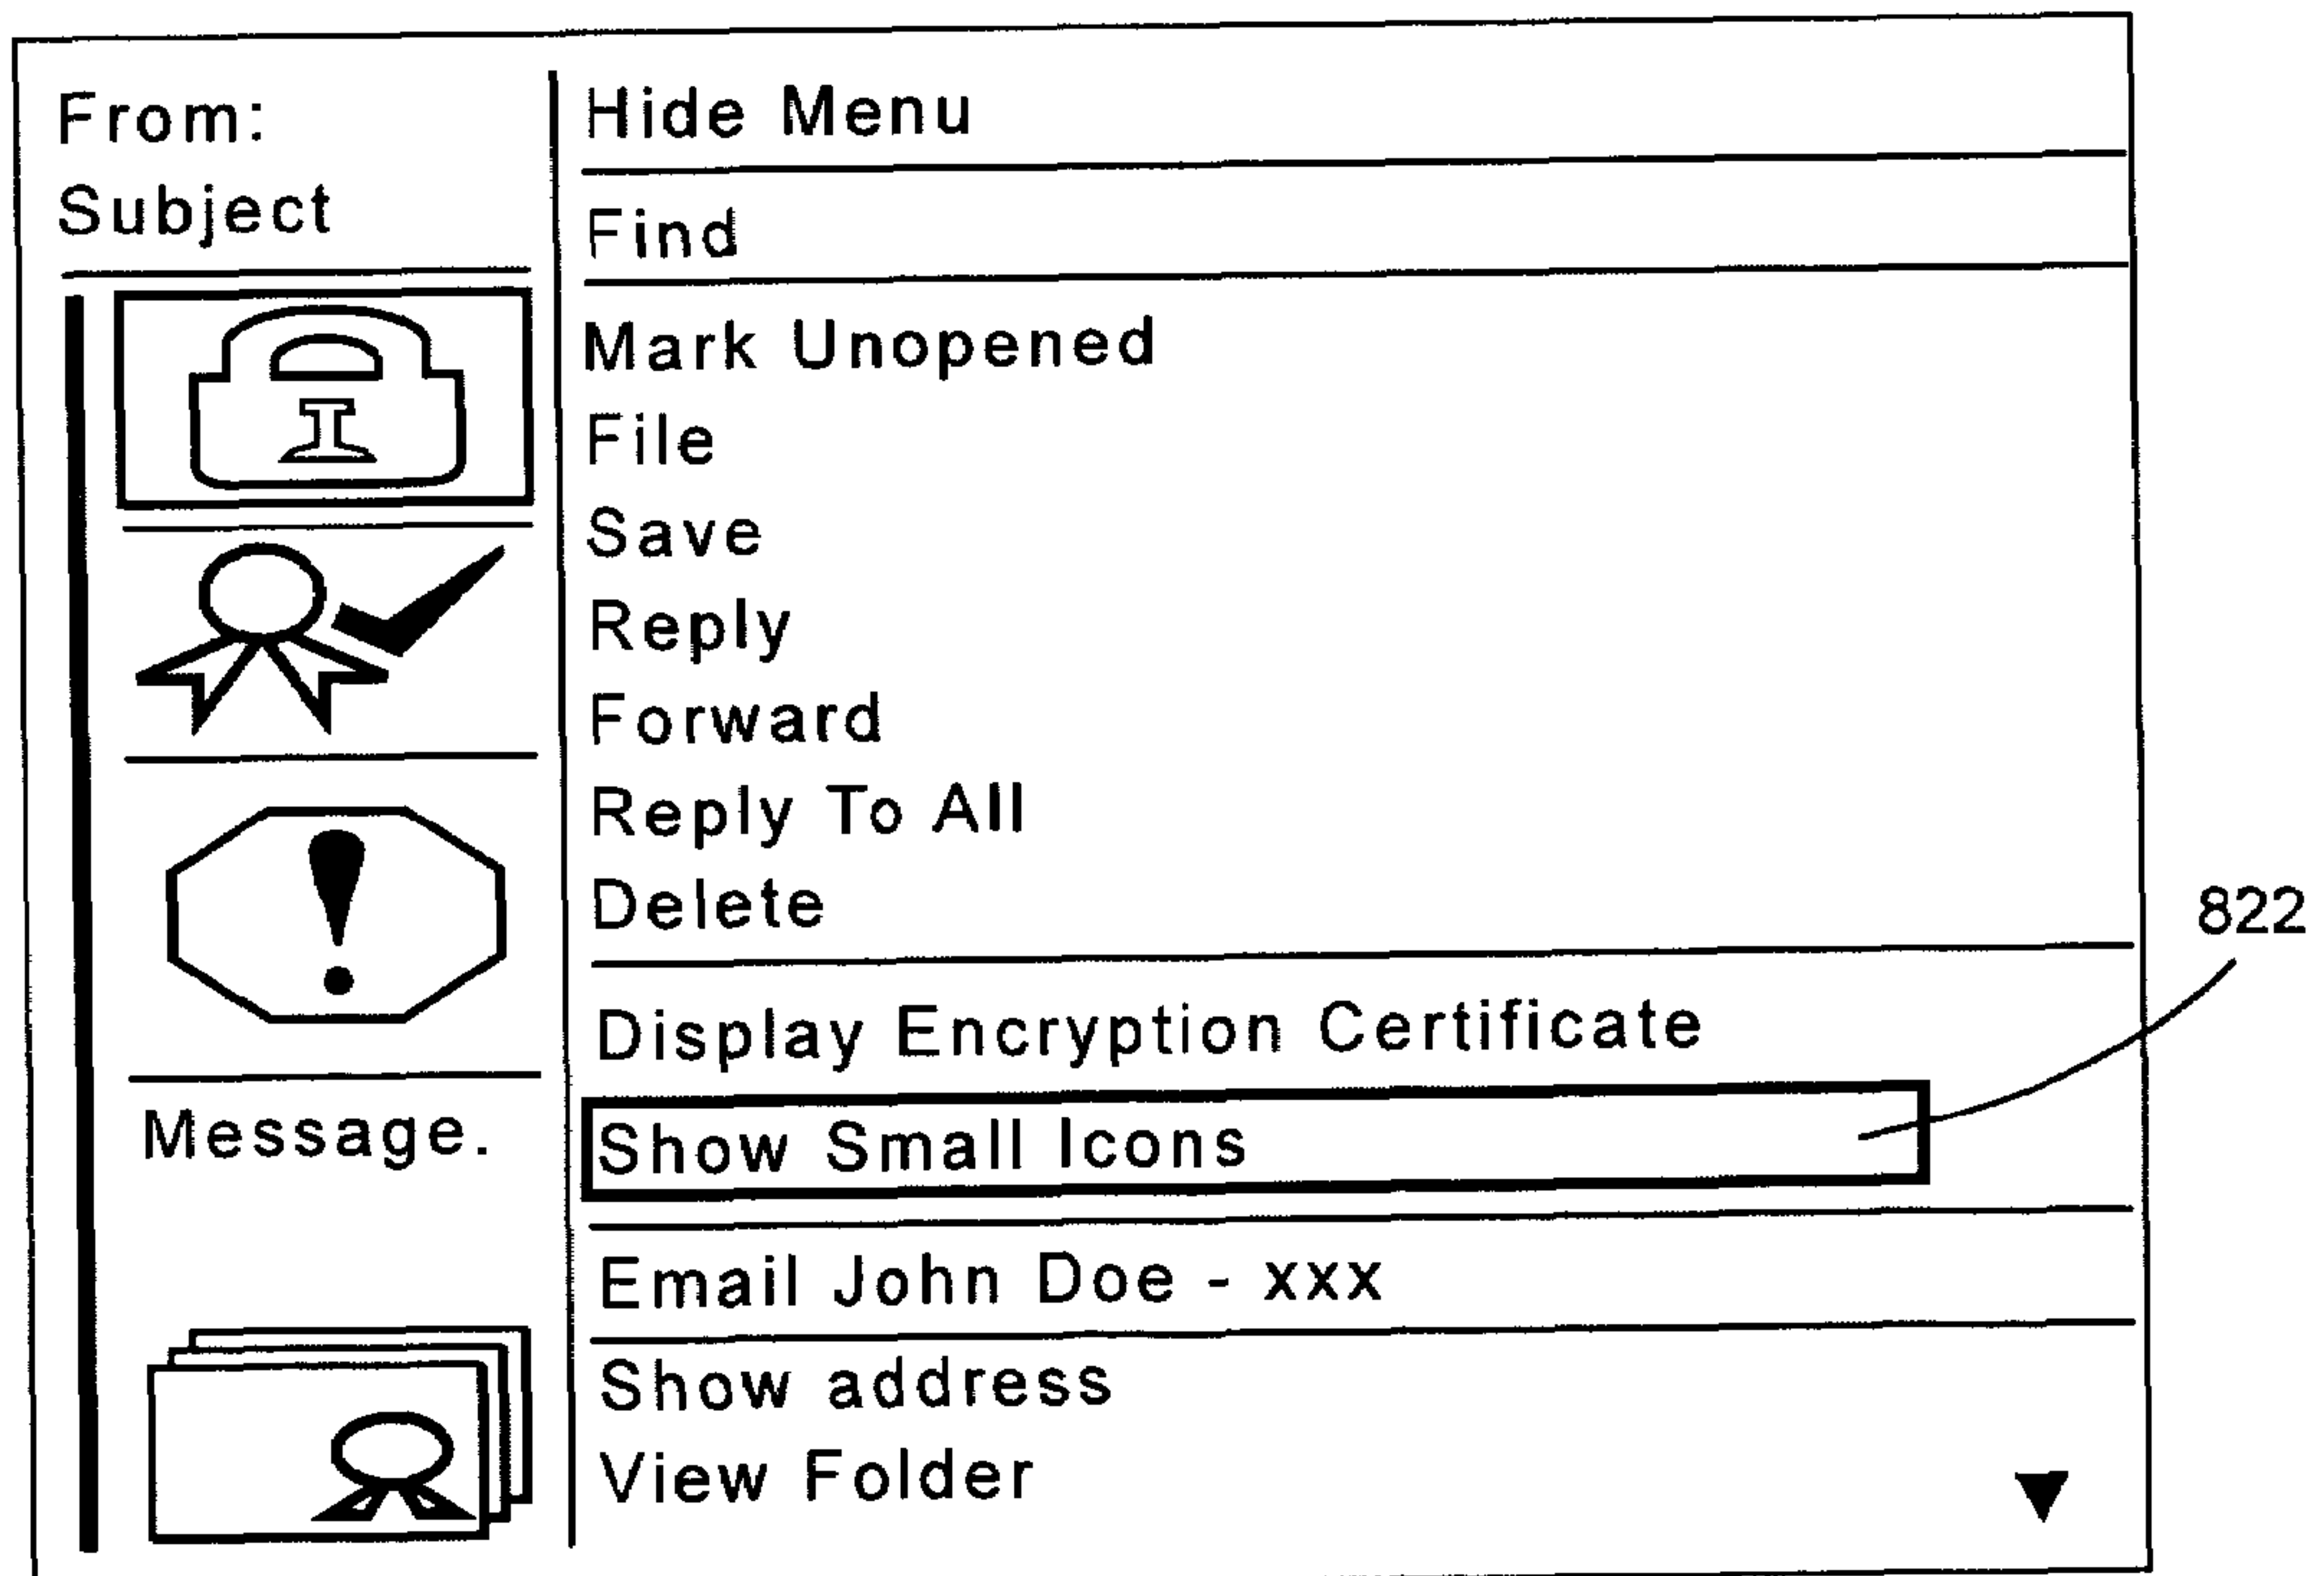 From:
Subject
Message.
Hide Menu
Find
Mark Unopened
File
Save
Reply
Forward
Reply To All
Delete
Display Encryption Certificate
Show Small Icons
Email John Doe - xxx
Show address
View Folder
822